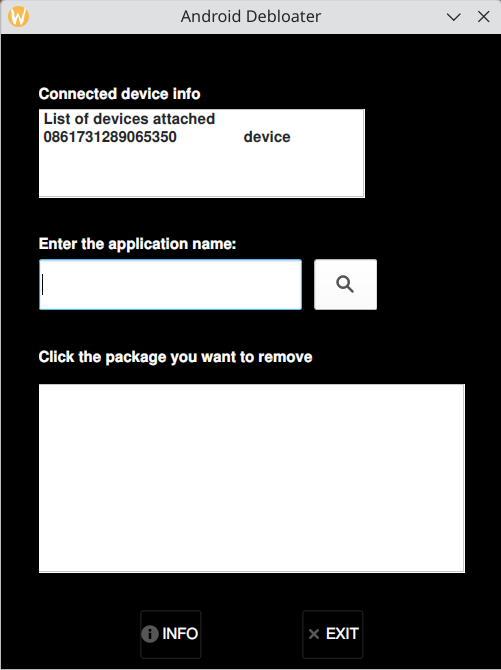 W
Android Debloater
Connected device info
List of devices attached
0861731289065350 device
Enter the application name:
Click the package you want to remove
INFO
EXIT